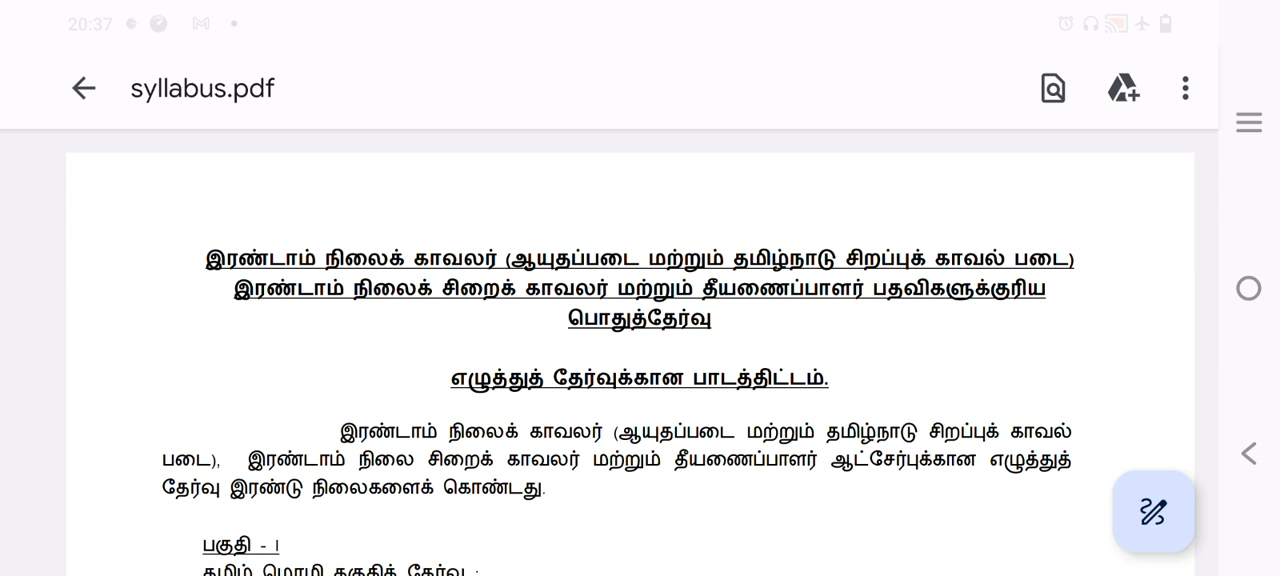 20:37
syllabus.pdf
இரண்டாம் நிலைக் காவலர் (ஆயுதப்படை மற்றும் தமிழ்நாடு சிறப்புக் காவல் படை)
இரண்டாம் நிலைக் சிறைக் காவலர் மற்றும் தீயணைப்பாளர் பதவிகளுக்குரிய
பொதுத்தேர்வு
எழுத்துத் தேர்வுக்கான பாடத்திட்டம்.
இரண்டாம் நிலைக் காவலர் (ஆயுதப்படை மற்றும் தமிழ்நாடு சிறப்புக் காவல்
படை), இரண்டாம் நிலை சிறைக் காவலர் மற்றும் தீயணைப்பாளர் ஆட்சேர்புக்கான எழுத்துத்
தேர்வு இரண்டு நிலைகளைக் கொண்டது.
பகுதி - I
தமிழ் மொழி தகுதித் தேர்வு :